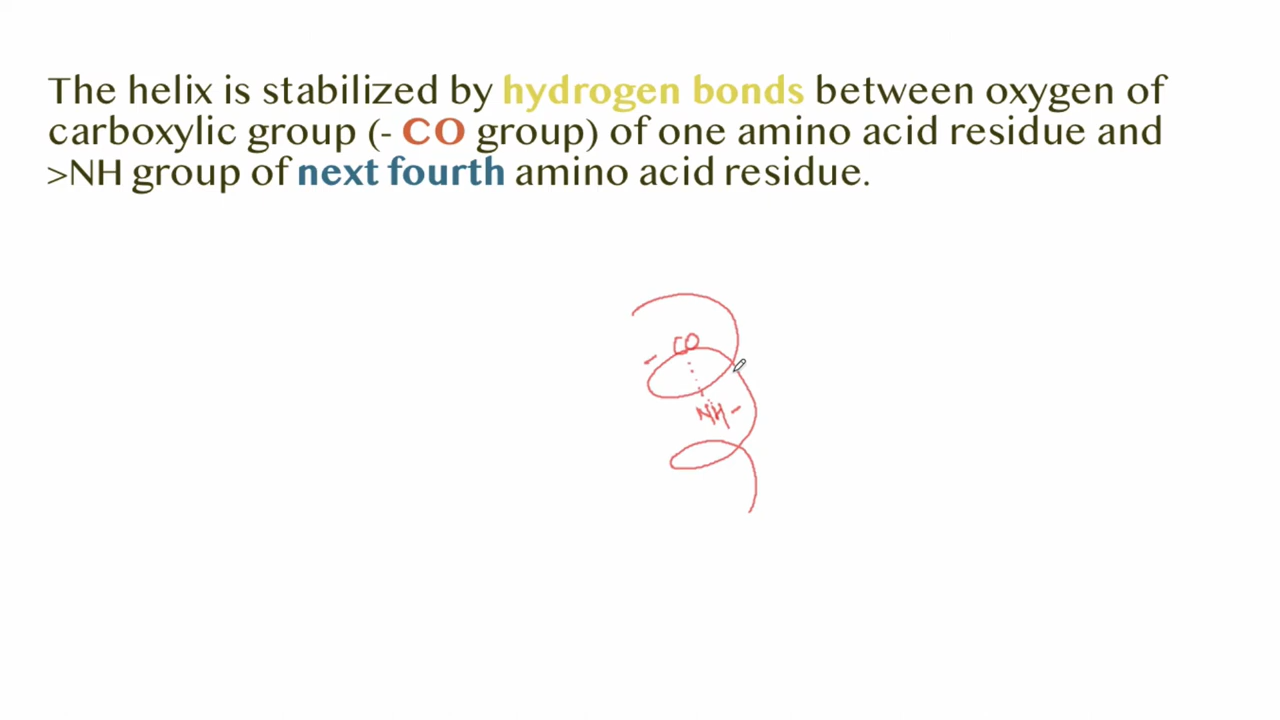 The helix is stabilized by hydrogen bonds between oxygen of
carboxylic group (- CO group) of one amino acid residue and
>NH group of next fourth amino acid residue.
- CO
NH -